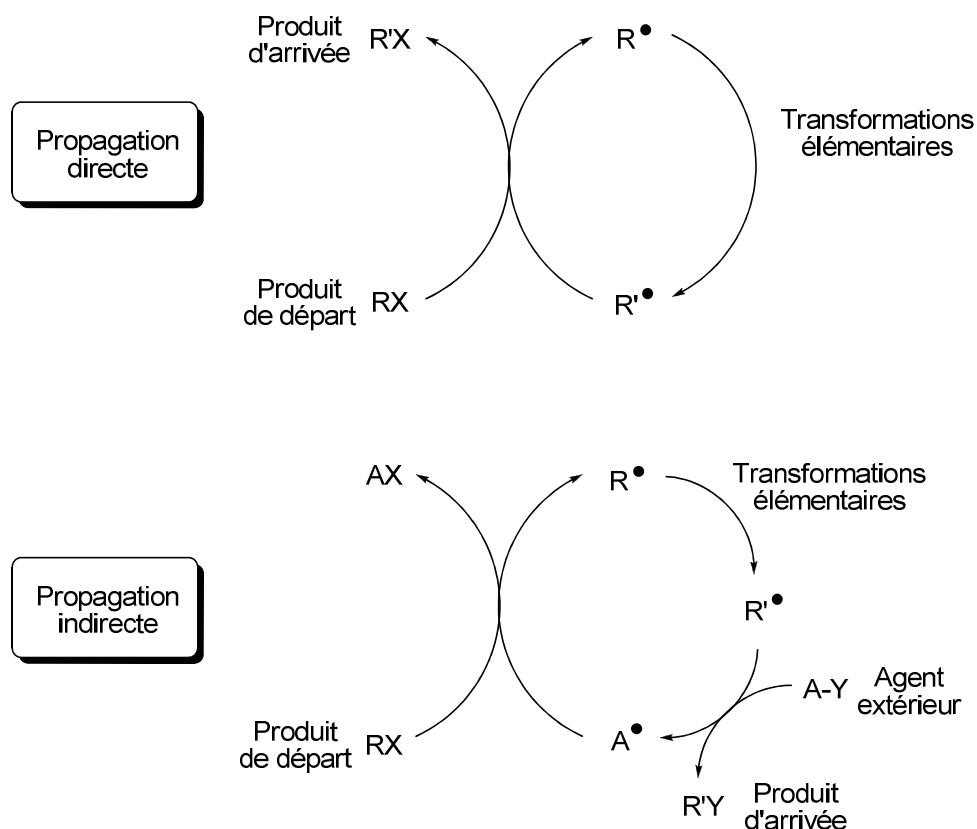 Produit
d'arrivée R'X
R●
Propagation
directe
Transformations
élémentaires
Produit
de départ RX
R'●
AX
R●
Transformations
élémentaires
Propagation
indirecte
R'●
A-Y Agent
extérieur
Produit
de départ RX
A●
R'Y Produit
d'arrivée